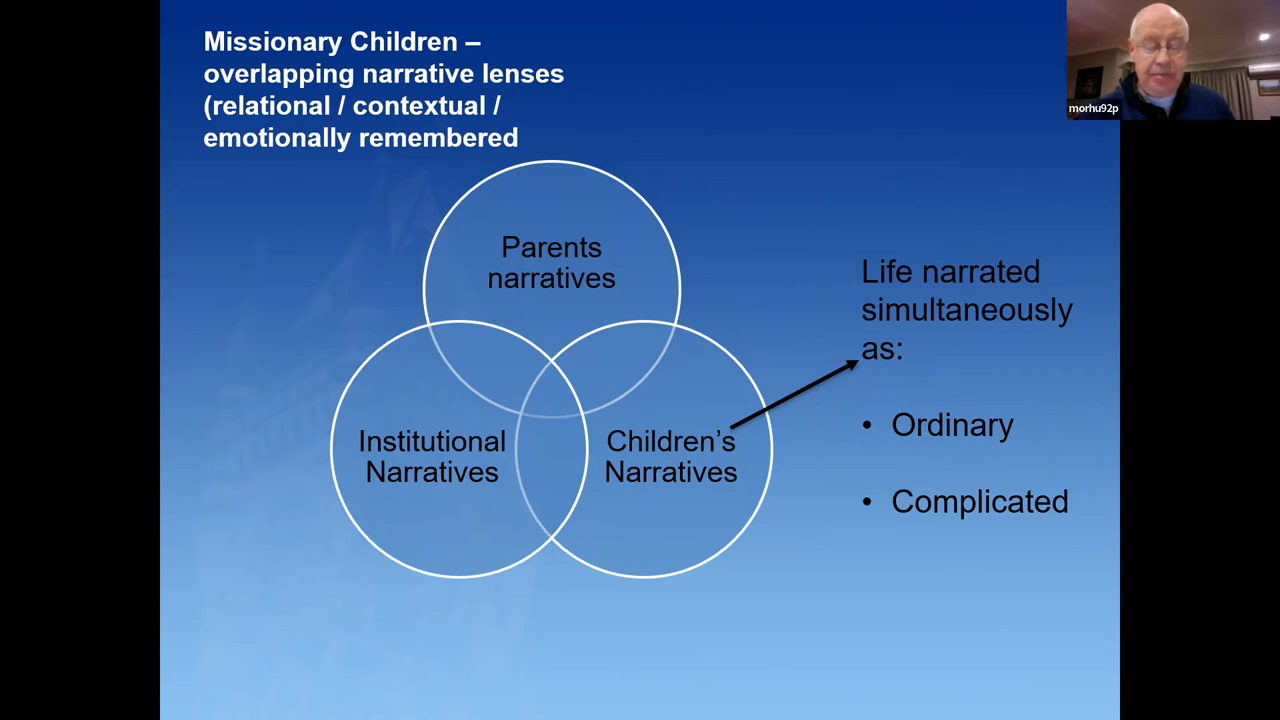 Missionary Children –
overlapping narrative lenses
(relational / contextual /
emotionally remembered
morhu92p
Parents
narratives
Institutional
Narratives
Children’s
Narratives
Life narrated
simultaneously
as:
• Ordinary
• Complicated